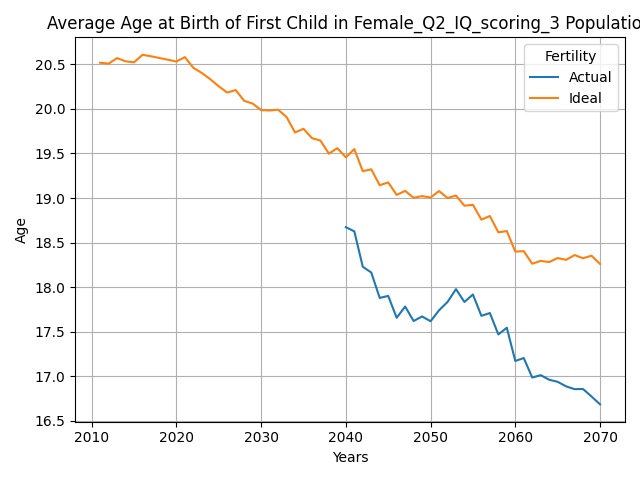 Average Age at Birth of First Child in Female_Q2_IQ_scoring_3 Populatio
Fertility
Actual
Ideal
20.5
20.0
19.5
19.0
18.5
18.0
17.5
17.0
16.5
Age
2010 2020 2030 2040 2050 2060 2070
Years